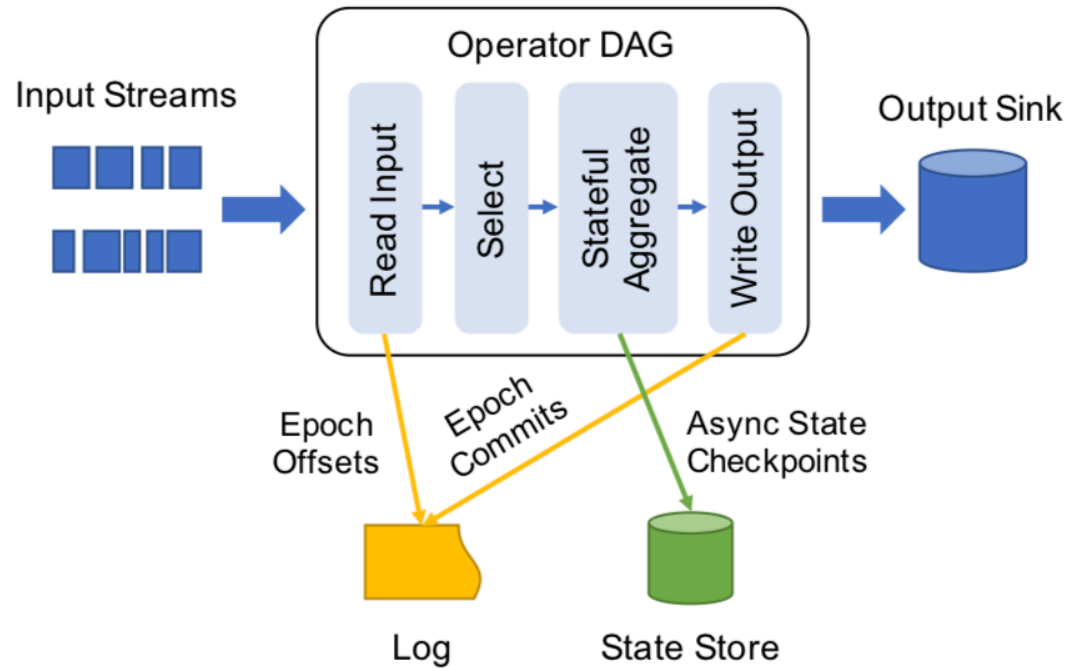 Operator DAG
Input Streams
Output Sink
Read Input
Select
Stateful
Aggregate
Write Output
Epoch
Offsets
Epoch
Commits
Async State
Checkpoints
Log
State Store